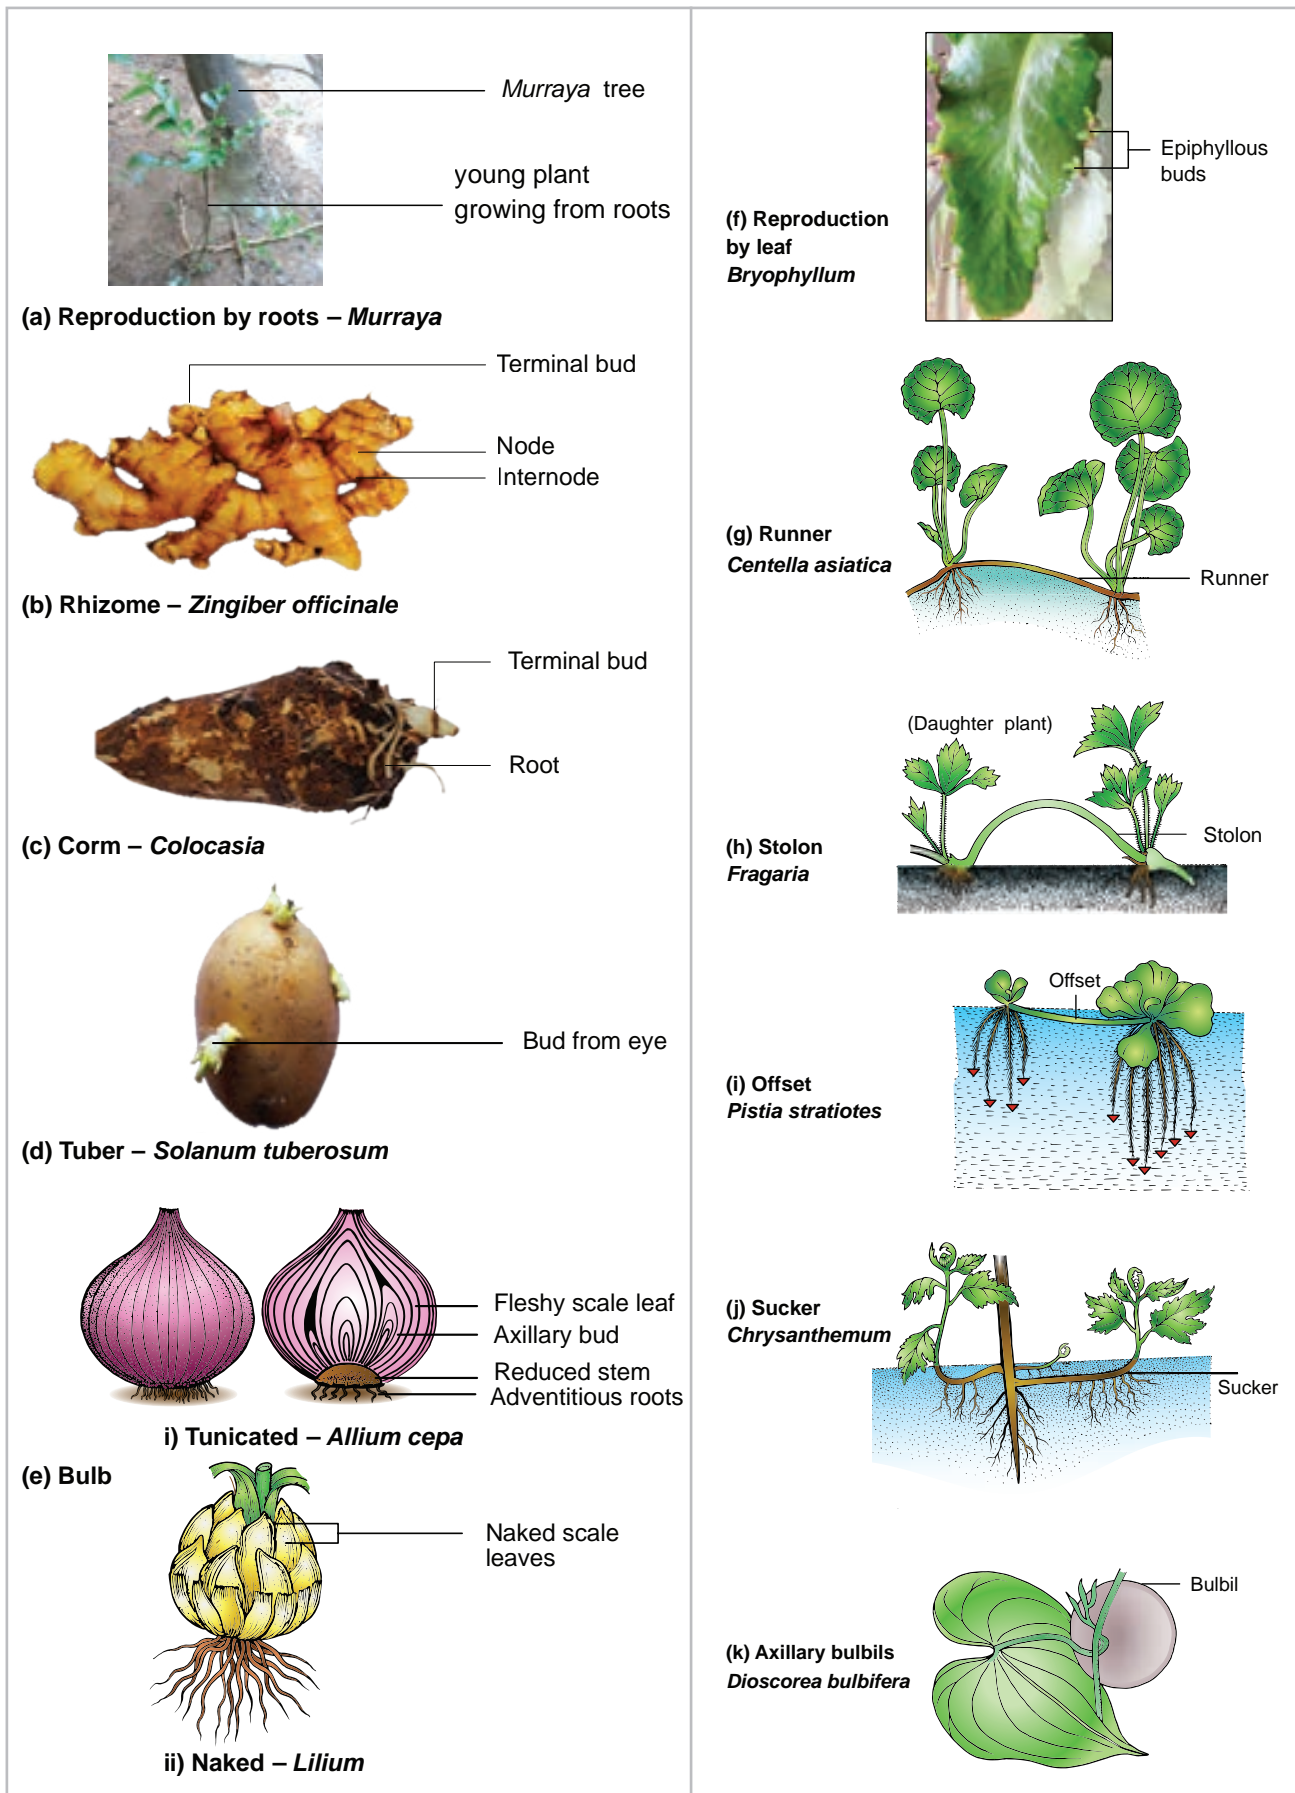 Murraya tree
young plant
growing from roots
(a) Reproduction by roots – Murraya
Terminal bud
Node
Internode
(b) Rhizome – Zingiber officinale
Terminal bud
Root
(c) Corm – Colocasia
Bud from eye
(d) Tuber – Solanum tuberosum
Fleshy scale leaf
Axillary bud
Reduced stem
Adventitious roots
i) Tunicated – Allium cepa
(e) Bulb
Naked scale
leaves
ii) Naked – Lilium
Epiphyllous
buds
(f) Reproduction
by leaf
Bryophyllum
(g) Runner
Centella asiatica
Runner
(Daughter plant)
Stolon
(h) Stolon
Fragaria
Offset
(i) Offset
Pistia stratiotes
(j) Sucker
Chrysanthemum
Sucker
Bulbil
(k) Axillary bulbils
Dioscorea bulbifera